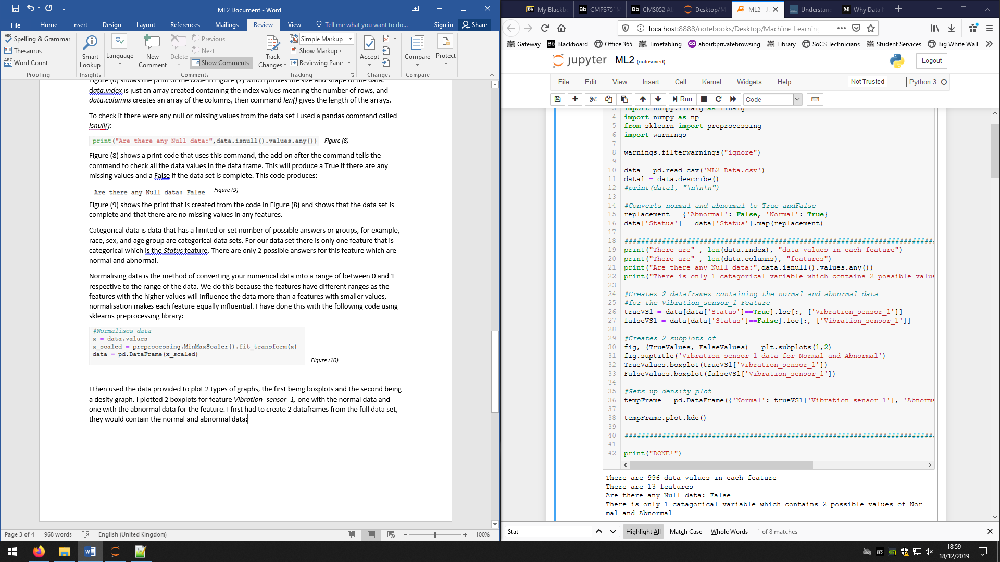 ML2 Document - Word
File Home Insert Design Layout References Mailings Review View Tell me what you want to do... Sign in Share
Spelling & Grammar
Thesaurus
Word Count
Proofing
Smart Lookup
Insights
Language
New Comment
Delete
Previous
Next
Show Comments
Comments
Track Changes
Simple Markup
Show Markup
Reviewing Pane
Tracking
Accept
Changes
Compare
Compare
Protect
Figure (6) shows the print of the code in Figure (7) which proves the size and shape of the data.
data.index is just an array created containing the index values meaning the number of rows, and
data.columns creates an array of the columns, then command len() gives the length of the arrays.
To check if there were any null or missing values from the data set I used a pandas command called
isnull():
print("Are there any Null data:",data.isnull().values.any()) Figure (8)
Figure (8) shows a print code that uses this command, the add-on after the command tells the
command to check all the data values in the data frame. This will produce a True if there are any
missing values and a False if the data set is complete. This code produces:
Are there any Null data: False Figure (9)
Figure (9) shows the print that is created from the code in Figure (8) and shows that the data set is
complete and that there are no missing values in any features.
Categorical data is data that has a limited or set number of possible answers or groups, for example,
race, sex, and age group are categorical data sets. For our data set there is only one feature that is
categorical which is the Status feature. There are only 2 possible answers for this feature which are
normal and abnormal.
Normalising data is the method of converting your numerical data into a range of between 0 and 1
respective to the range of the data. We do this because the features have different ranges as the
features with the higher values will influence the data more than a features with smaller values,
normalisation makes each feature equally influential. I have done this with the following code using
sklearns preprocessing library:
#Normalises data
x = data.values
x_scaled = preprocessing.MinMaxScaler().fit_transform(x)
data = pd.DataFrame(x_scaled)
Figure (10)
I then used the data provided to plot 2 types of graphs, the first being boxplots and the second being
a desity graph. I plotted 2 boxplots for feature Vibration_sensor_1, one with the normal data and
one with the abnormal data for the feature. I first had to create 2 dataframes from the full data set,
they would contain the normal and abnormal data:
Page 3 of 4 968 words English (United Kingdom) 100%
Bb My Blackb Bb CMP3751M Bb CMS052 A Desktop/M ML2 - J Understan M Why Data
localhost:8888/notebooks/Desktop/Machine_Learnin
Gateway Bb Blackboard Office 365 Timetabling about:privatebrowsing Library SoCS Technicians Student Services Big White Wall
jupyter ML2 (autosaved) Logout
File Edit View Insert Cell Kernel Widgets Help Not Trusted Python 3
Run Code
3 import numpy.linalg as linalg
4 import numpy as np
5 from sklearn import preprocessing
6 import warnings
7
8 warnings.filterwarnings("ignore")
9
10 data = pd.read_csv('ML2_Data.csv')
11 data1 = data.describe()
12 #print(data1, "\n\n\n")
13
14 #Converts normal and abnormal to True andFalse
15 replacement = {'Abnormal': False, 'Normal': True}
16 data['Status'] = data['Status'].map(replacement)
17
18 ##########################################################################
19 print("There are" , len(data.index), "data values in each feature")
20 print("There are" , len(data.columns), "features")
21 print("Are there any Null data:",data.isnull().values.any())
22 print("There is only 1 catagorical variable which contains 2 possible value
23
24 #Creates 2 dataframes containing the normal and abnormal data
25 #for the Vibration_sensor_1 Feature
26 trueVS1 = data[data['Status']==True].loc[:, ['Vibration_sensor_1']]
27 falseVS1 = data[data['Status']==False].loc[:, ['Vibration_sensor_1']]
28
29 #Creates 2 subplots of
30 fig, (TrueValues, FalseValues) = plt.subplots(1,2)
31 fig.suptitle('Vibration_sensor_1 data for Normal and Abnormal')
32 TrueValues.boxplot(trueVS1['Vibration_sensor_1'])
33 FalseValues.boxplot(falseVS1['Vibration_sensor_1'])
34
35 #Sets up density plot
36 tempFrame = pd.DataFrame({'Normal': trueVS1['Vibration_sensor_1'], 'Abnorma
37
38 tempFrame.plot.kde()
39
40 ##########################################################################
41
42 print("DONE!")
There are 996 data values in each feature
There are 13 features
Are there any Null data: False
There is only 1 catagorical variable which contains 2 possible values of Nor
mal and Abnormal
Stat Highlight All Match Case Whole Words 1 of 8 matches
18:59
18/12/2019